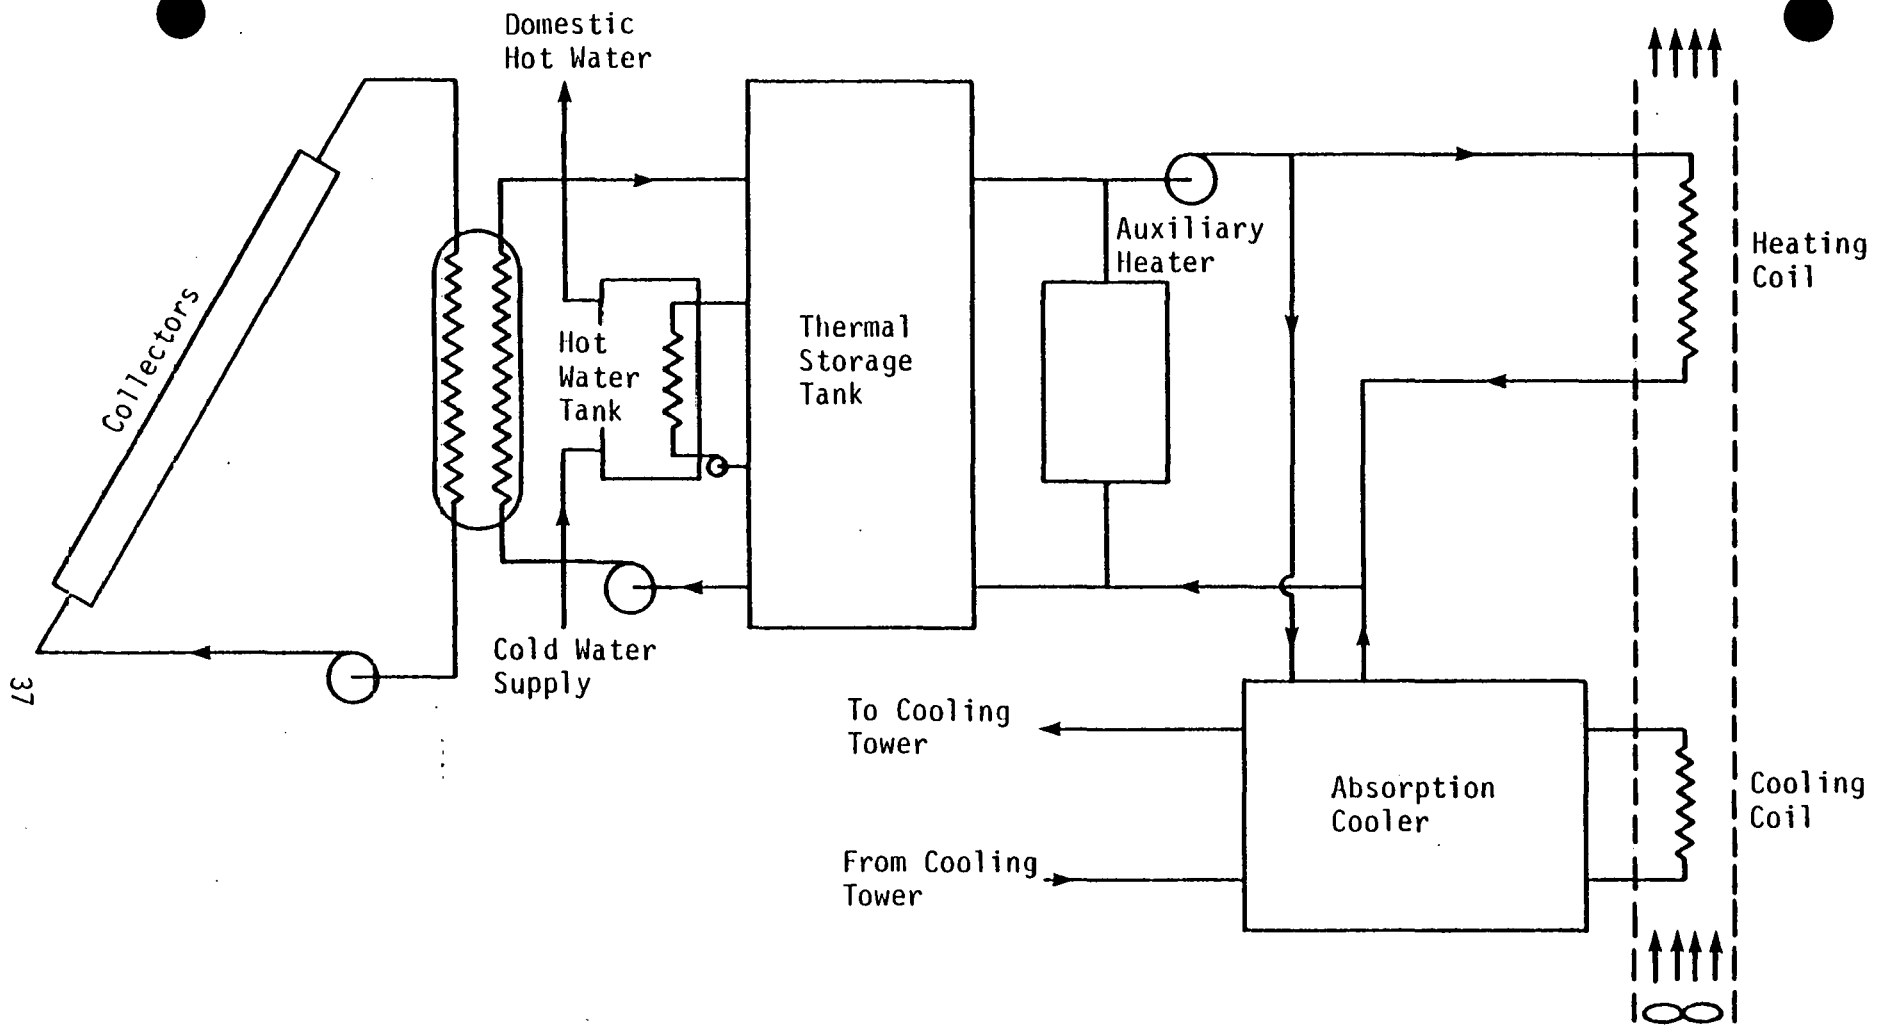 Domestic
Hot Water
Collectors
Hot
Water
Tank
Thermal
Storage
Tank
Auxiliary
Heater
Heating
Coil
Cold Water
Supply
To Cooling
Tower
From Cooling
Tower
Absorption
Cooler
Cooling
Coil
37